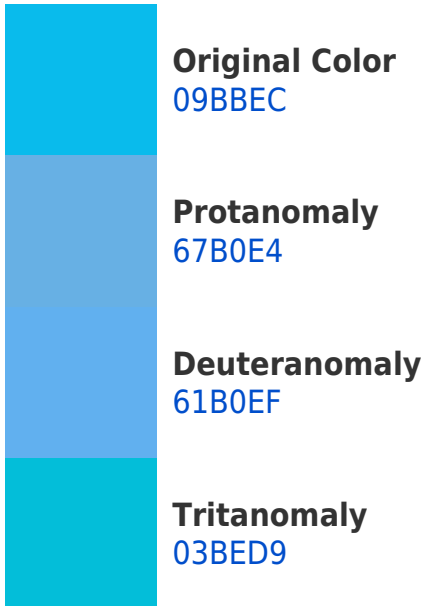 Original Color
09BBEC
Protanomaly
67B0E4
Deuteranomaly
61B0EF
Tritanomaly
03BED9